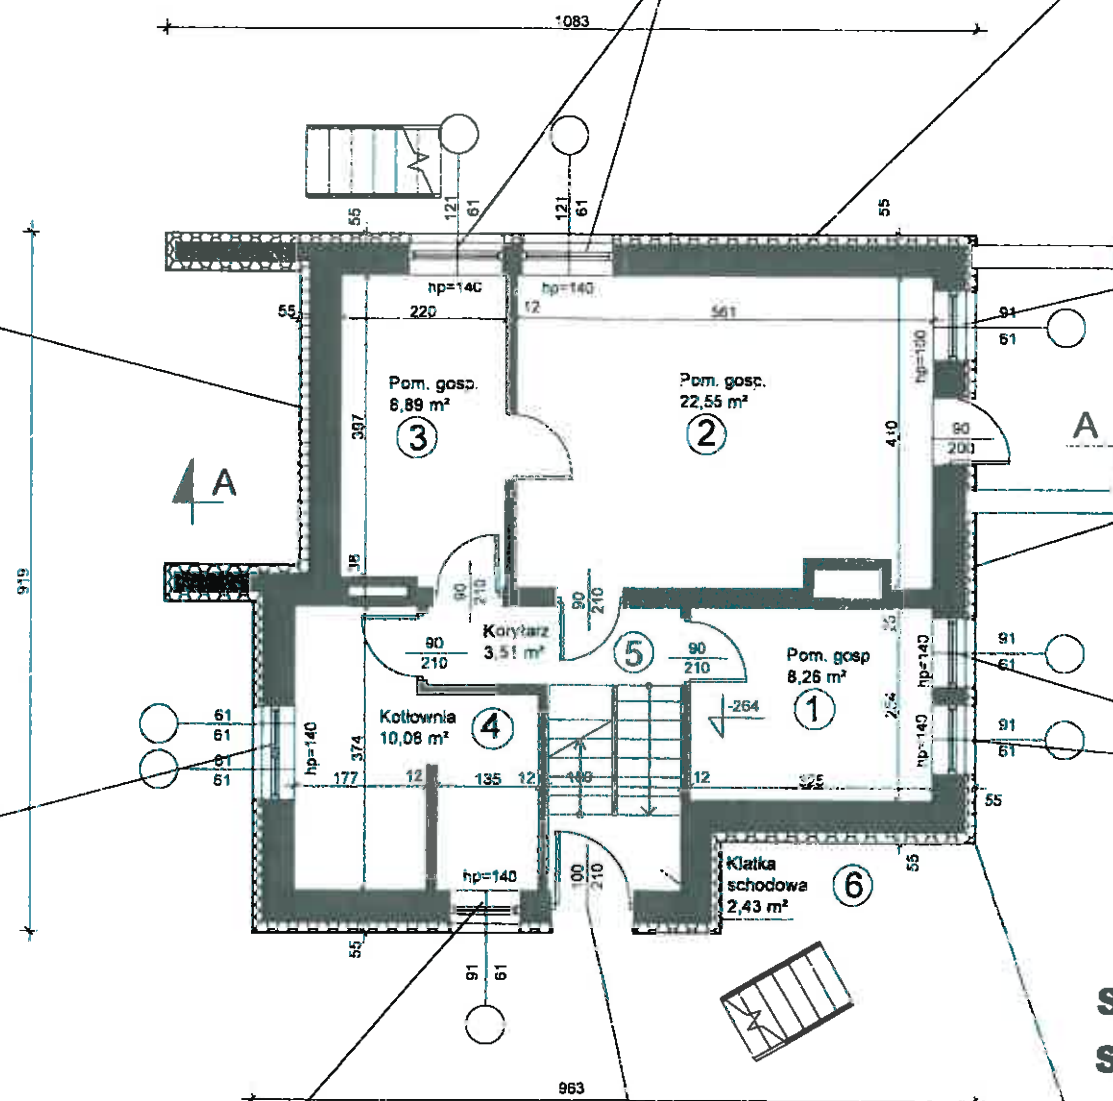 1083
121
61
121
61
55
55
hp=140
hp=140
55
220
12
561
91
61
hp=100
Pom. gosp.
8,89 m²
3
Pom. gosp.
22,55 m²
2
397
410
90
200
A
A
919
90
210
90
210
Korytarz
3,51 m²
90
210
5
90
210
Pom. gosp
8,26 m²
1
-264
hp=140
91
61
hp=140
91
61
61
61
61
61
hp=140
Kotłownia
10,08 m²
4
374
177
12
135
12
12
55
55
hp=140
100
210
Klatka
schodowa
2,43 m²
6
55
91
61
S
S
963